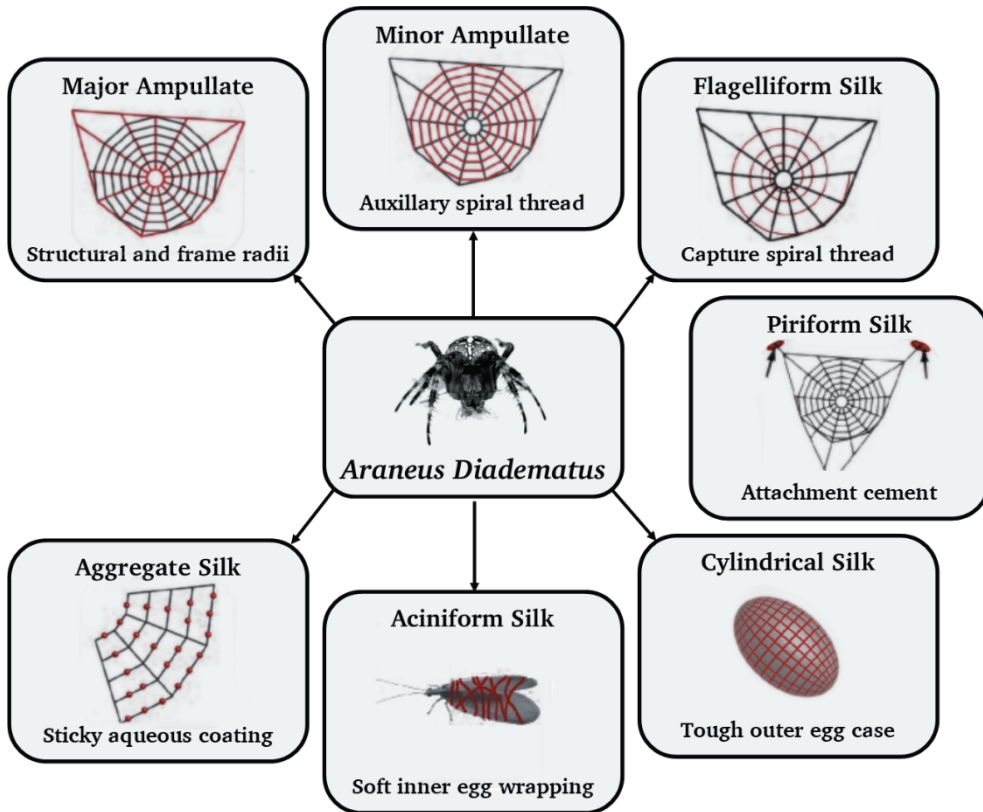 Major Ampullate
Structural and frame radii
Minor Ampullate
Auxillary spiral thread
Flagelliform Silk
Capture spiral thread
Piriform Silk
Attachment cement
Araneus Diadematus
Aggregate Silk
Sticky aqueous coating
Aciniform Silk
Soft inner egg wrapping
Cylindrical Silk
Tough outer egg case